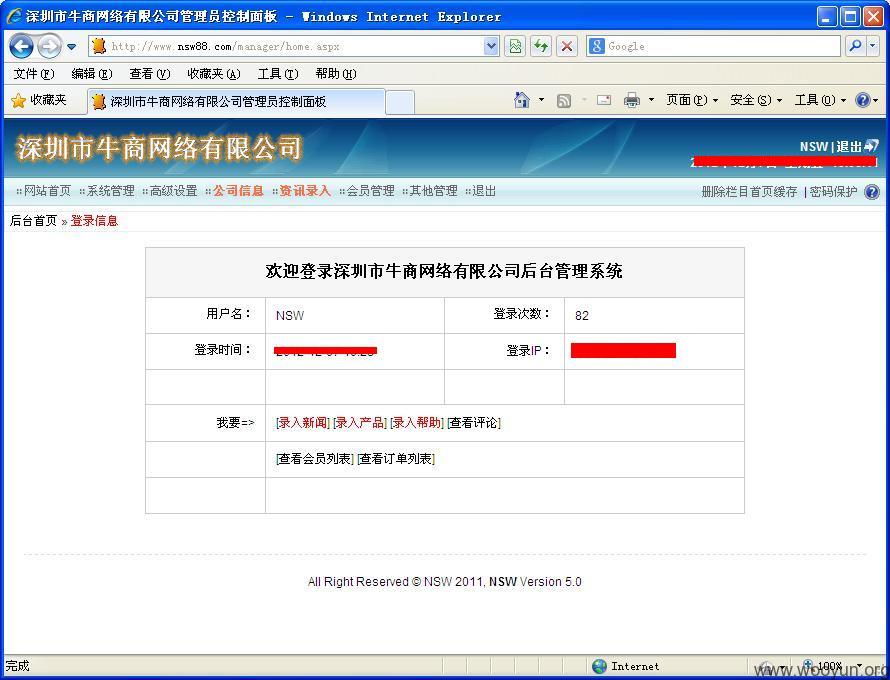 深圳市牛商网络有限公司管理员控制面板 - Windows Internet Explorer
http://www.nsw88.com/manager/home.aspx
Google
文件(F) 编辑(E) 查看(V) 收藏夹(A) 工具(T) 帮助(H)
收藏夹 深圳市牛商网络有限公司管理员控制面板 页面(P) 安全(S) 工具(O)
深圳市牛商网络有限公司
NSW | 退出
::网站首页 ::系统管理 ::高级设置 ::公司信息 ::资讯录入 ::会员管理 ::其他管理 ::退出 删除栏目首页缓存 | 密码保护
后台首页 » 登录信息
欢迎登录深圳市牛商网络有限公司后台管理系统
用户名： NSW 登录次数： 82
登录时间： 登录IP：
我要=> [录入新闻] [录入产品] [录入帮助] [查看评论]
[查看会员列表] [查看订单列表]
All Right Reserved © NSW 2011, NSW Version 5.0
完成 Internet 100%
www.wooyun.org